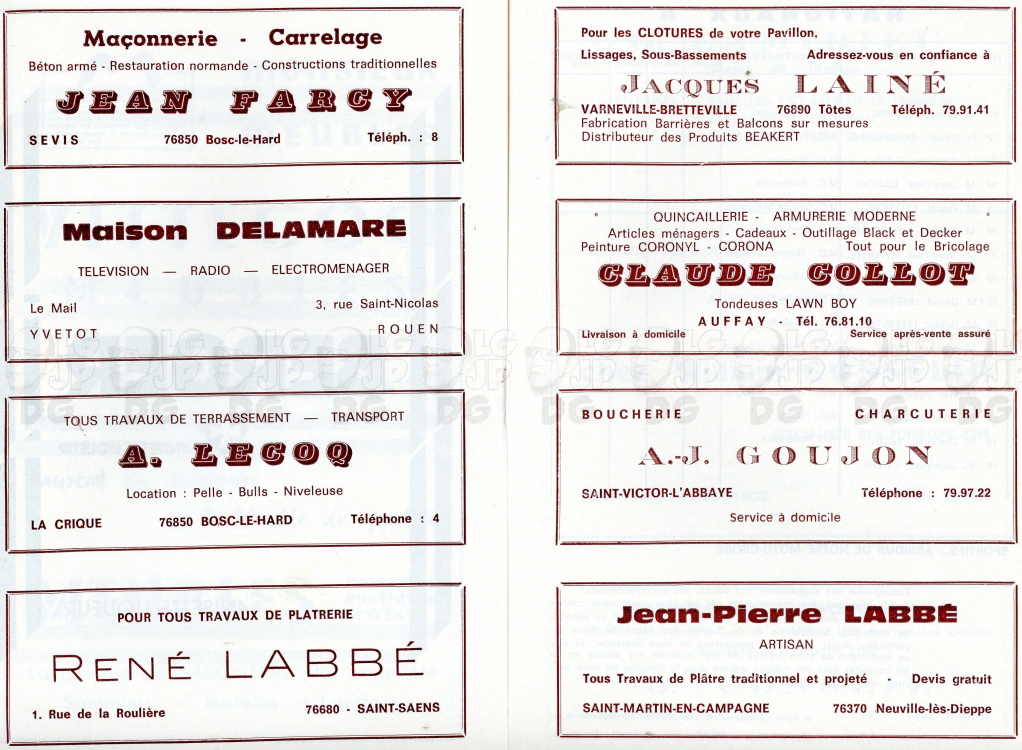 Maçonnerie - Carrelage
Béton armé - Restauration normande - Constructions traditionnelles
JEAN FARCY
SEVIS 76850 Bosc-le-Hard Téléph. : 8
Maison DELAMARE
TELEVISION — RADIO — ELECTROMENAGER
Le Mail 3, rue Saint-Nicolas
YVETOT ROUEN
TOUS TRAVAUX DE TERRASSEMENT — TRANSPORT
A. LECOQ
Location : Pelle - Bulls - Niveleuse
LA CRIQUE 76850 BOSC-LE-HARD Téléphone : 4
POUR TOUS TRAVAUX DE PLATRERIE
RENÉ LABBÉ
1. Rue de la Roulière 76680 - SAINT-SAENS
Pour les CLOTURES de votre Pavillon,
Lissages, Sous-Bassements Adressez-vous en confiance à
JACQUES LAINÉ
VARNEVILLE-BRETTEVILLE 76890 Tôtes Téléph. 79.91.41
Fabrication Barrières et Balcons sur mesures
Distributeur des Produits BEAKERT
QUINCAILLERIE - ARMURERIE MODERNE
Articles ménagers - Cadeaux - Outillage Black et Decker
Peinture CORONYL - CORONA Tout pour le Bricolage
CLAUDE COLLOT
Tondeuses LAWN BOY
AUFFAY - Tél. 76.81.10
Livraison à domicile Service après-vente assuré
BOUCHERIE CHARCUTERIE
A.-J. GOUJON
SAINT-VICTOR-L'ABBAYE Téléphone : 79.97.22
Service à domicile
Jean-Pierre LABBÉ
ARTISAN
Tous Travaux de Plâtre traditionnel et projeté - Devis gratuit
SAINT-MARTIN-EN-CAMPAGNE 76370 Neuville-lès-Dieppe
LG JP DG